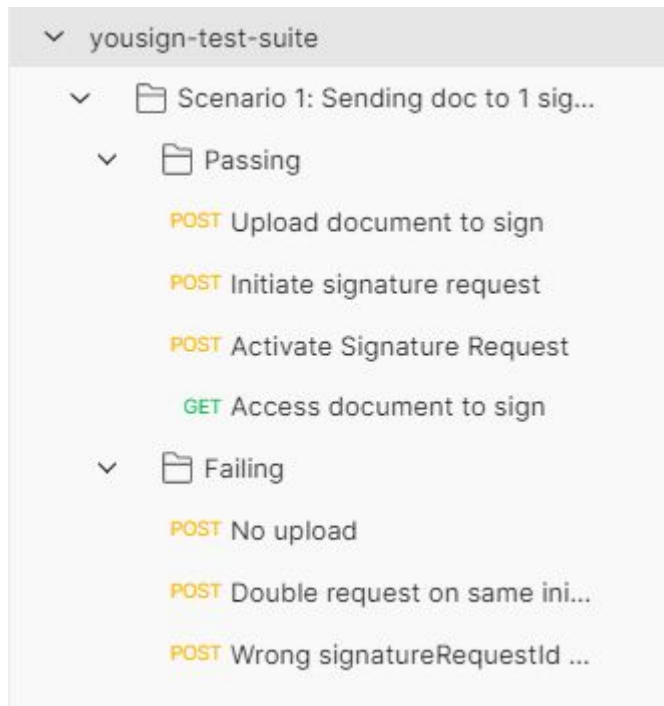 yousign-test-suite
Scenario 1: Sending doc to 1 sig...
Passing
POST Upload document to sign
POST Initiate signature request
POST Activate Signature Request
GET Access document to sign
Failing
POST No upload
POST Double request on same ini...
POST Wrong signatureRequestId ...